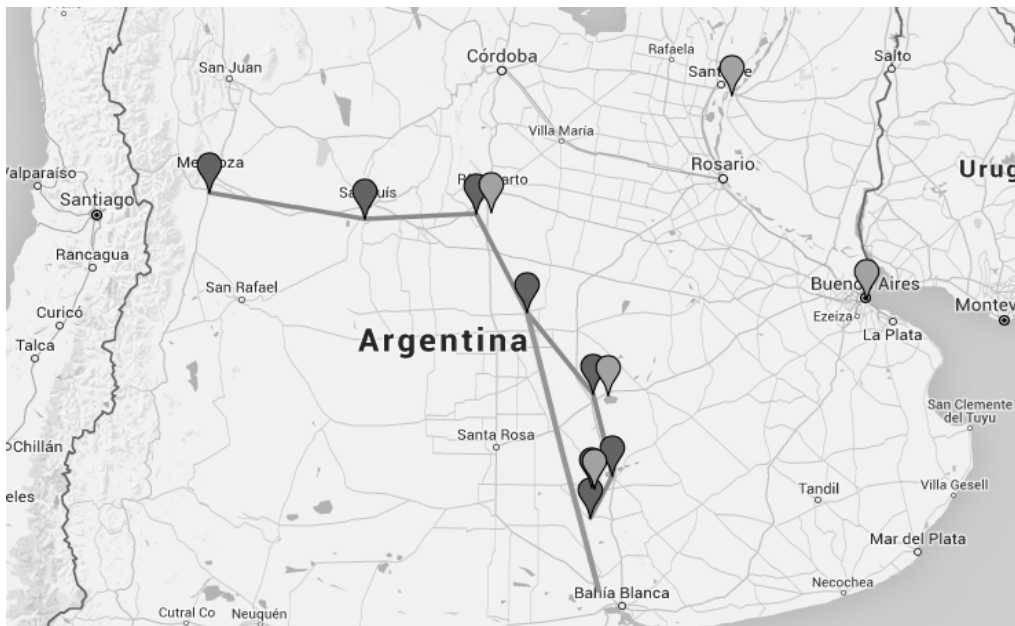 San Juan
Córdoba
Rafaela
Salto
Villa María
Rosario
Urug
Valparaíso
Santiago
Rancagua
San Rafael
Buenos Aires
Ezeiza
La Plata
Montev
Curicó
Talca
Argentina
San Clemente
del Tuyu
Santa Rosa
Chillán
Tandil
Villa Gesell
eles
Mar del Plata
Necochea
Bahía Blanca
Cutral Co
Neuquén